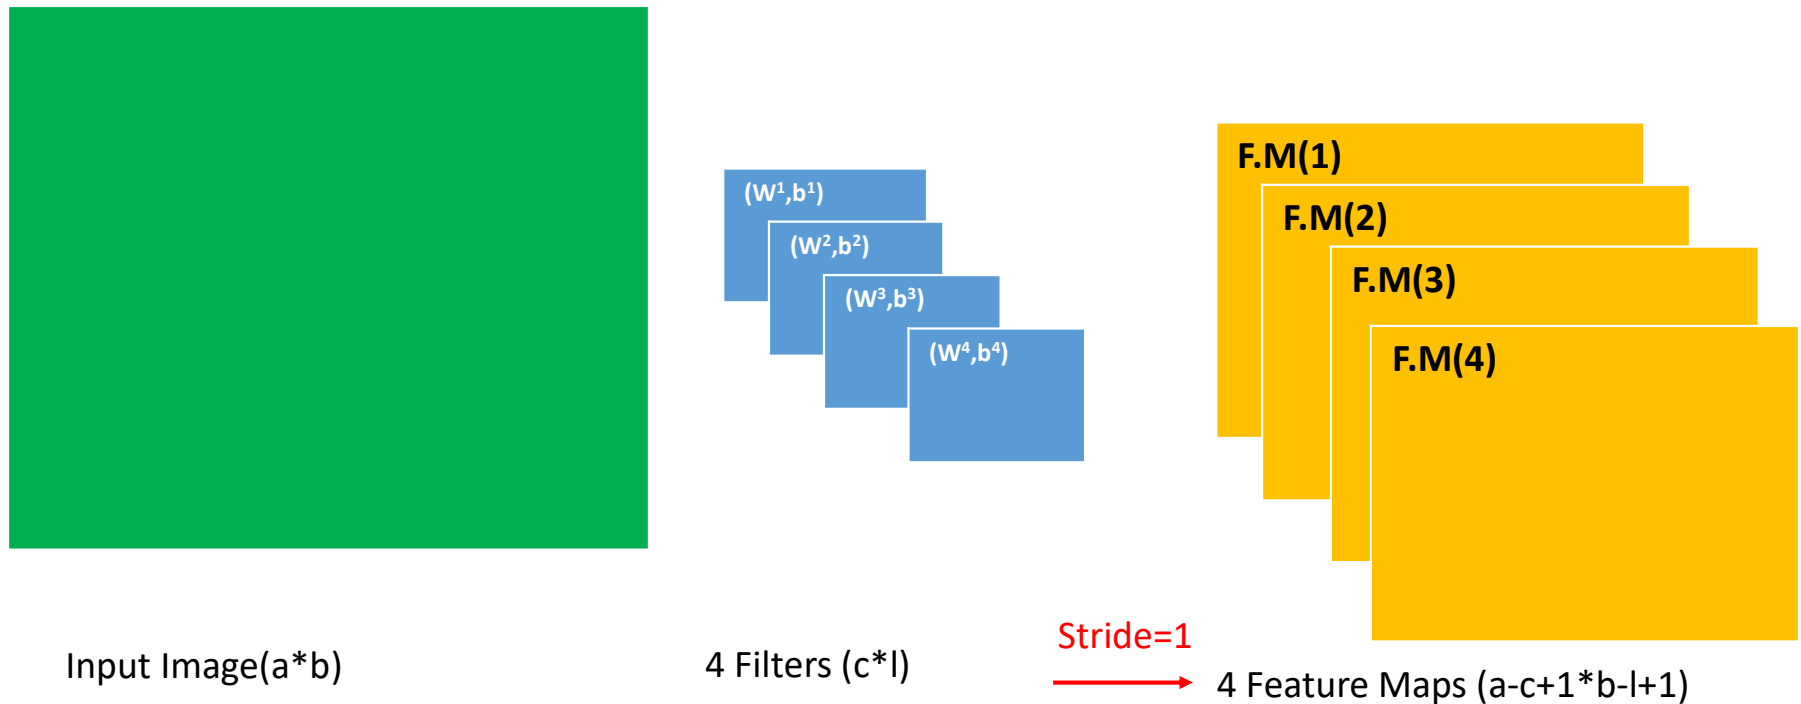 (W¹,b¹)
(W²,b²)
(W³,b³)
(W⁴,b⁴)
F.M(1)
F.M(2)
F.M(3)
F.M(4)
Input Image(a*b)
4 Filters (c*l)
Stride=1
4 Feature Maps (a-c+1*b-l+1)